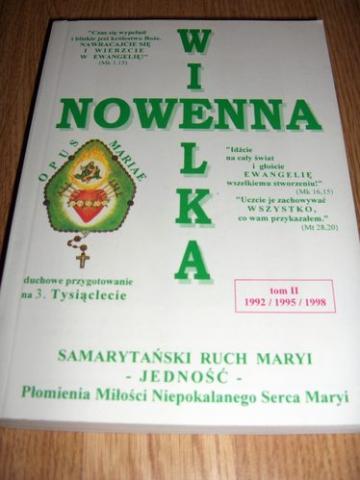 "Czas się wypełnił
i bliskie jest królestwo Boże.
NAWRACAJCIE SIĘ
I WIERZCIE
W EWANGELIĘ!"
(Mk 1,15)
WIELKA
NOWENNA
OPUS MARIAE
"Idźcie
na cały świat
i głoście
EWANGELIĘ
wszelkiemu stworzeniu!"
(Mk 16,15)
"Uczcie je zachowywać
WSZYSTKO,
co wam przykazałem."
(Mt 28,20)
duchowe przygotowanie
na 3. Tysiąclecie
tom II
1992 / 1995 / 1998
SAMARYTAŃSKI RUCH MARYI
- JEDNOŚĆ -
Płomienia Miłości Niepokalanego Serca Maryi